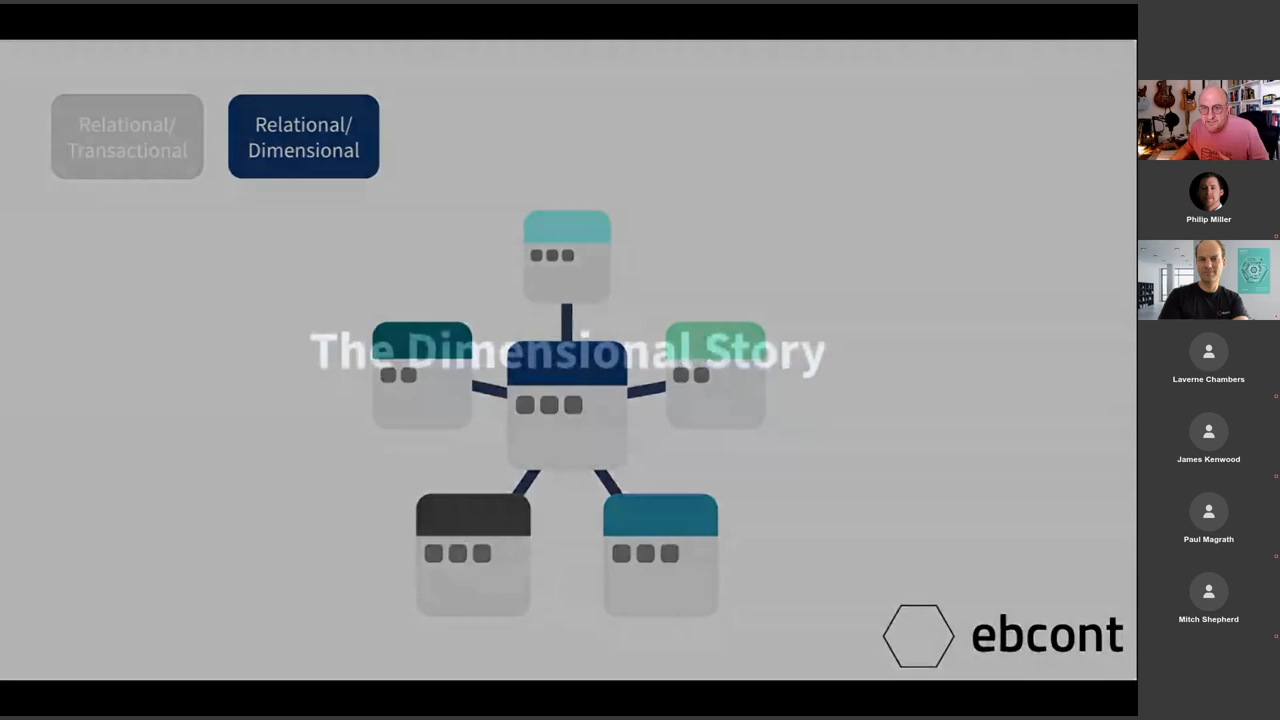 Relational/
Transactional
Relational/
Dimensional
The Dimensional Story
ebcont
Philip Miller
Laverne Chambers
James Kenwood
Paul Magrath
Mitch Shepherd